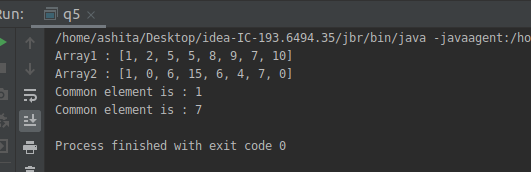 Run: q5 ×
/home/ashita/Desktop/idea-IC-193.6494.35/jbr/bin/java -javaagent:/ho
Array1 : [1, 2, 5, 5, 8, 9, 7, 10]
Array2 : [1, 0, 6, 15, 6, 4, 7, 0]
Common element is : 1
Common element is : 7
Process finished with exit code 0